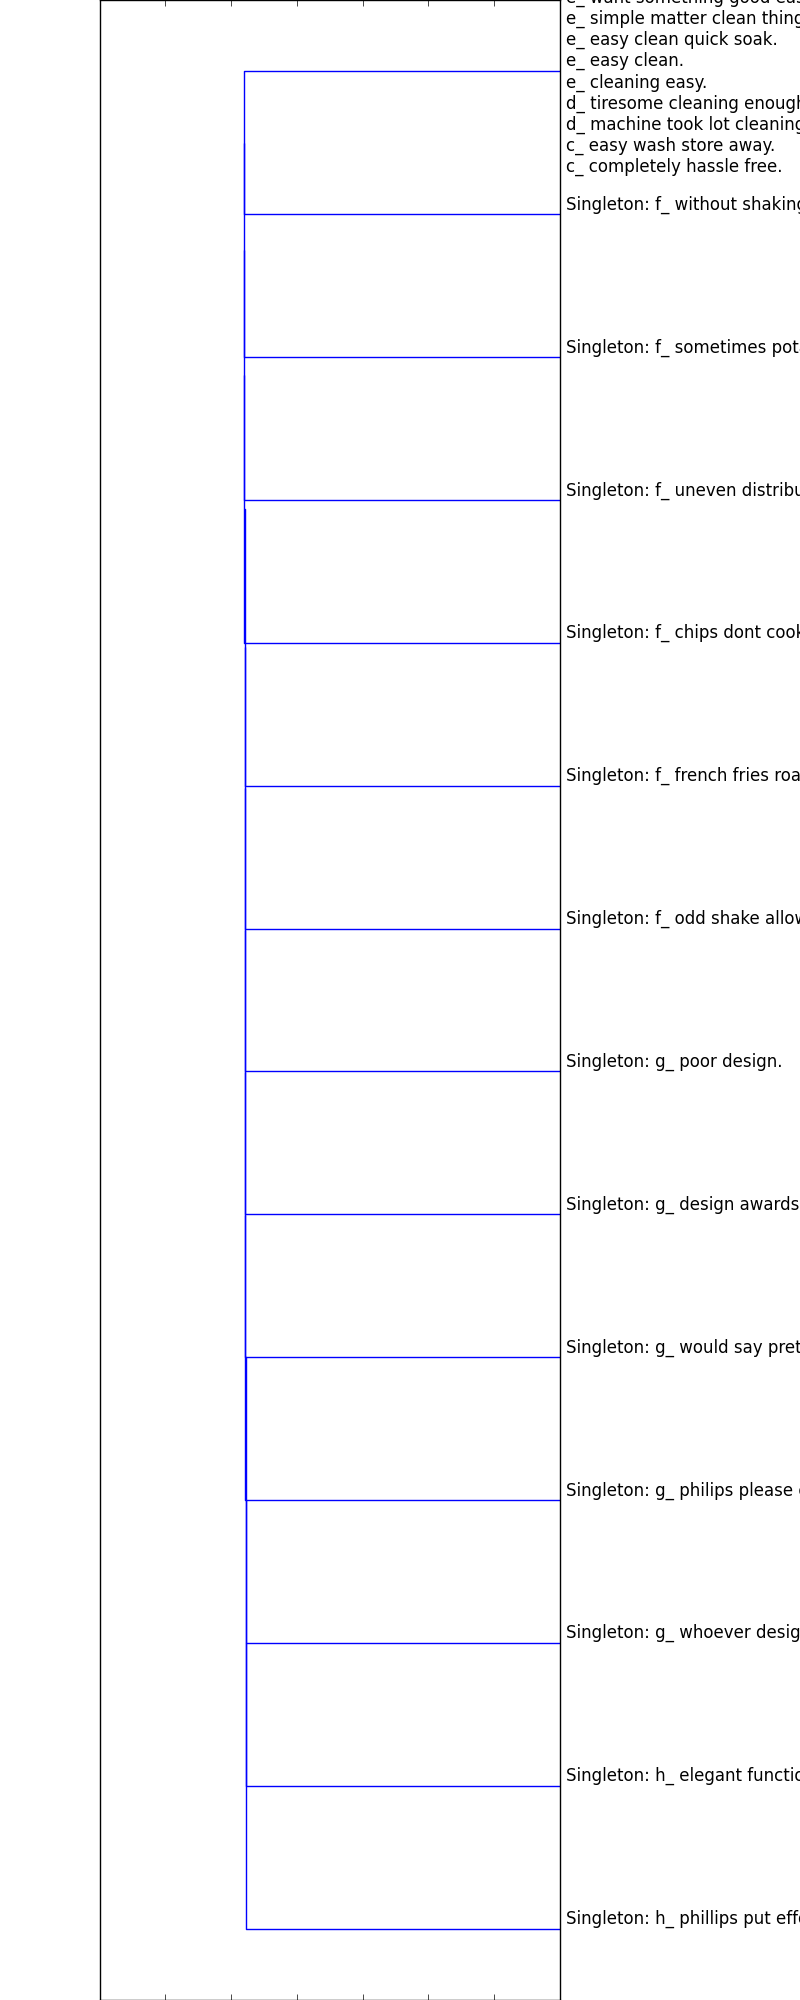 e_ want something good eas
e_ simple matter clean thing
e_ easy clean quick soak.
e_ easy clean.
e_ cleaning easy.
d_ tiresome cleaning enough
d_ machine took lot cleaning
c_ easy wash store away.
c_ completely hassle free.
Singleton: f_ without shaking
Singleton: f_ sometimes pota
Singleton: f_ uneven distribu
Singleton: f_ chips dont cook
Singleton: f_ french fries roa
Singleton: f_ odd shake allow
Singleton: g_ poor design.
Singleton: g_ design awards
Singleton: g_ would say pret
Singleton: g_ philips please
Singleton: g_ whoever desig
Singleton: h_ elegant functio
Singleton: h_ phillips put effo